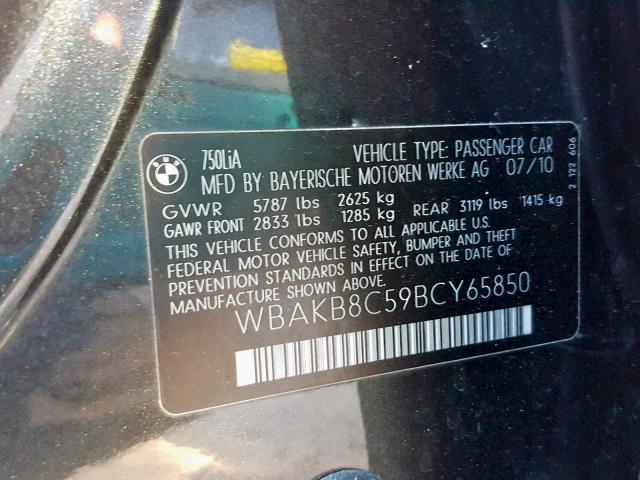 BMW
750LiA VEHICLE TYPE: PASSENGER CAR
MFD BY BAYERISCHE MOTOREN WERKE AG 07/10
GVWR 5787 lbs 2625 kg
GAWR FRONT 2833 lbs 1285 kg REAR 3119 lbs 1415 kg
THIS VEHICLE CONFORMS TO ALL APPLICABLE U.S.
FEDERAL MOTOR VEHICLE SAFETY, BUMPER AND THEFT
PREVENTION STANDARDS IN EFFECT ON THE DATE OF
MANUFACTURE SHOWN ABOVE.
WBAKB8C59BCY65850
2 122 606